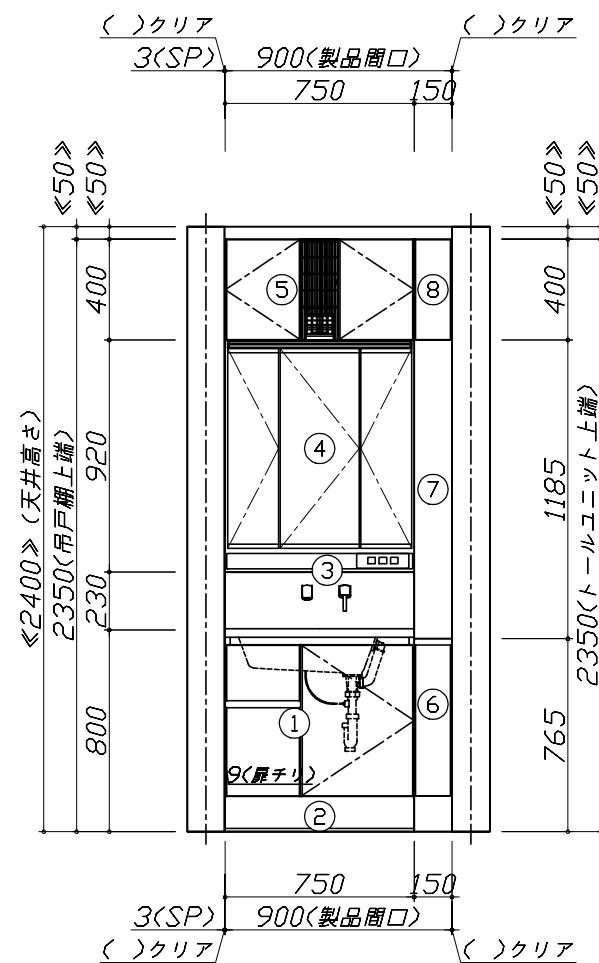 ( )クリア ( )クリア
3(SP) 900(製品間口)
750 150
≪50≫ ≪50≫ ≪50≫ ≪50≫
≪2400≫(天井高さ)
2350(吊戸棚上端)
400
920
230
800
⑤ ⑧
④
⑦
③
⑥
①
9(扉チリ)
②
400
1185
765
2350(トールユニット上端)
750 150
3(SP) 900(製品間口)
( )クリア ( )クリア